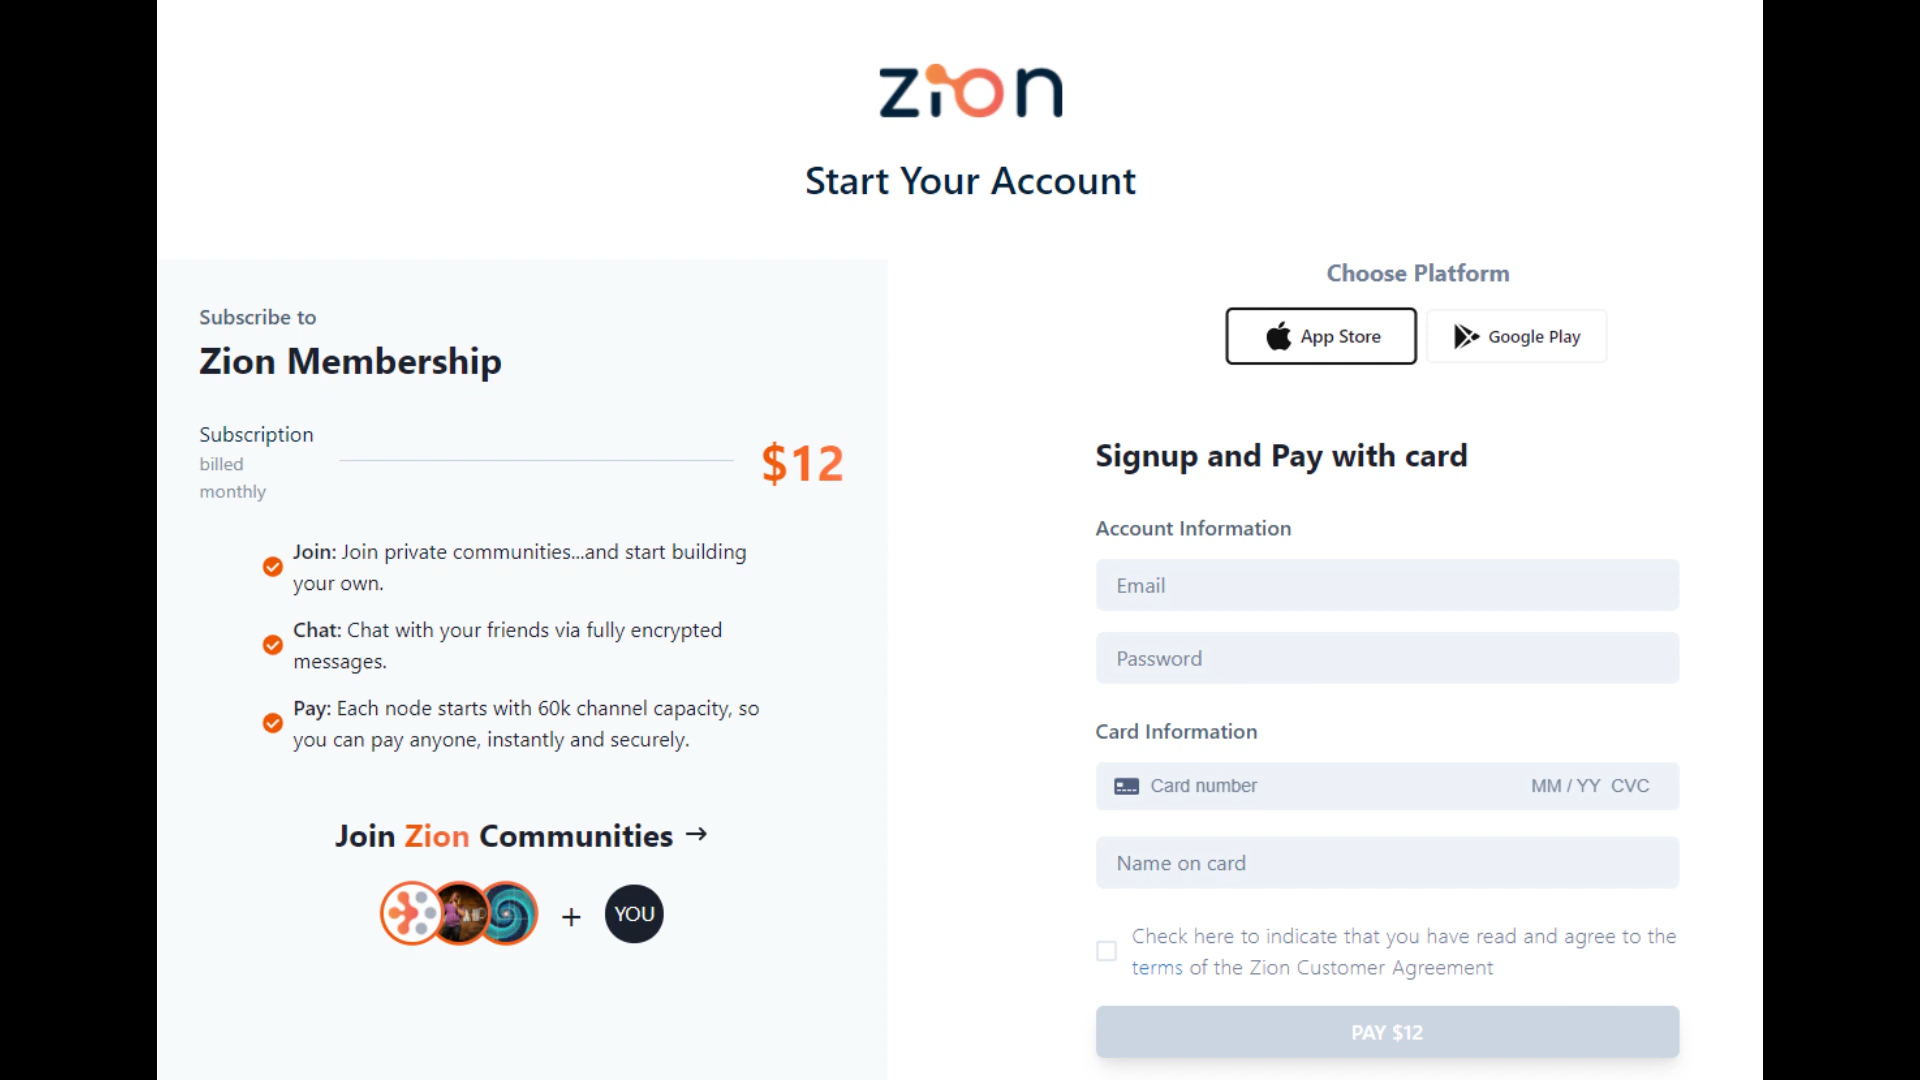 zion
Start Your Account
Subscribe to
Zion Membership
Subscription
billed
monthly
$12
Join: Join private communities...and start building
your own.
Chat: Chat with your friends via fully encrypted
messages.
Pay: Each node starts with 60k channel capacity, so
you can pay anyone, instantly and securely.
Join Zion Communities →
+ YOU
Choose Platform
App Store
Google Play
Signup and Pay with card
Account Information
Email
Password
Card Information
Card number MM / YY CVC
Name on card
Check here to indicate that you have read and agree to the
terms of the Zion Customer Agreement
PAY $12